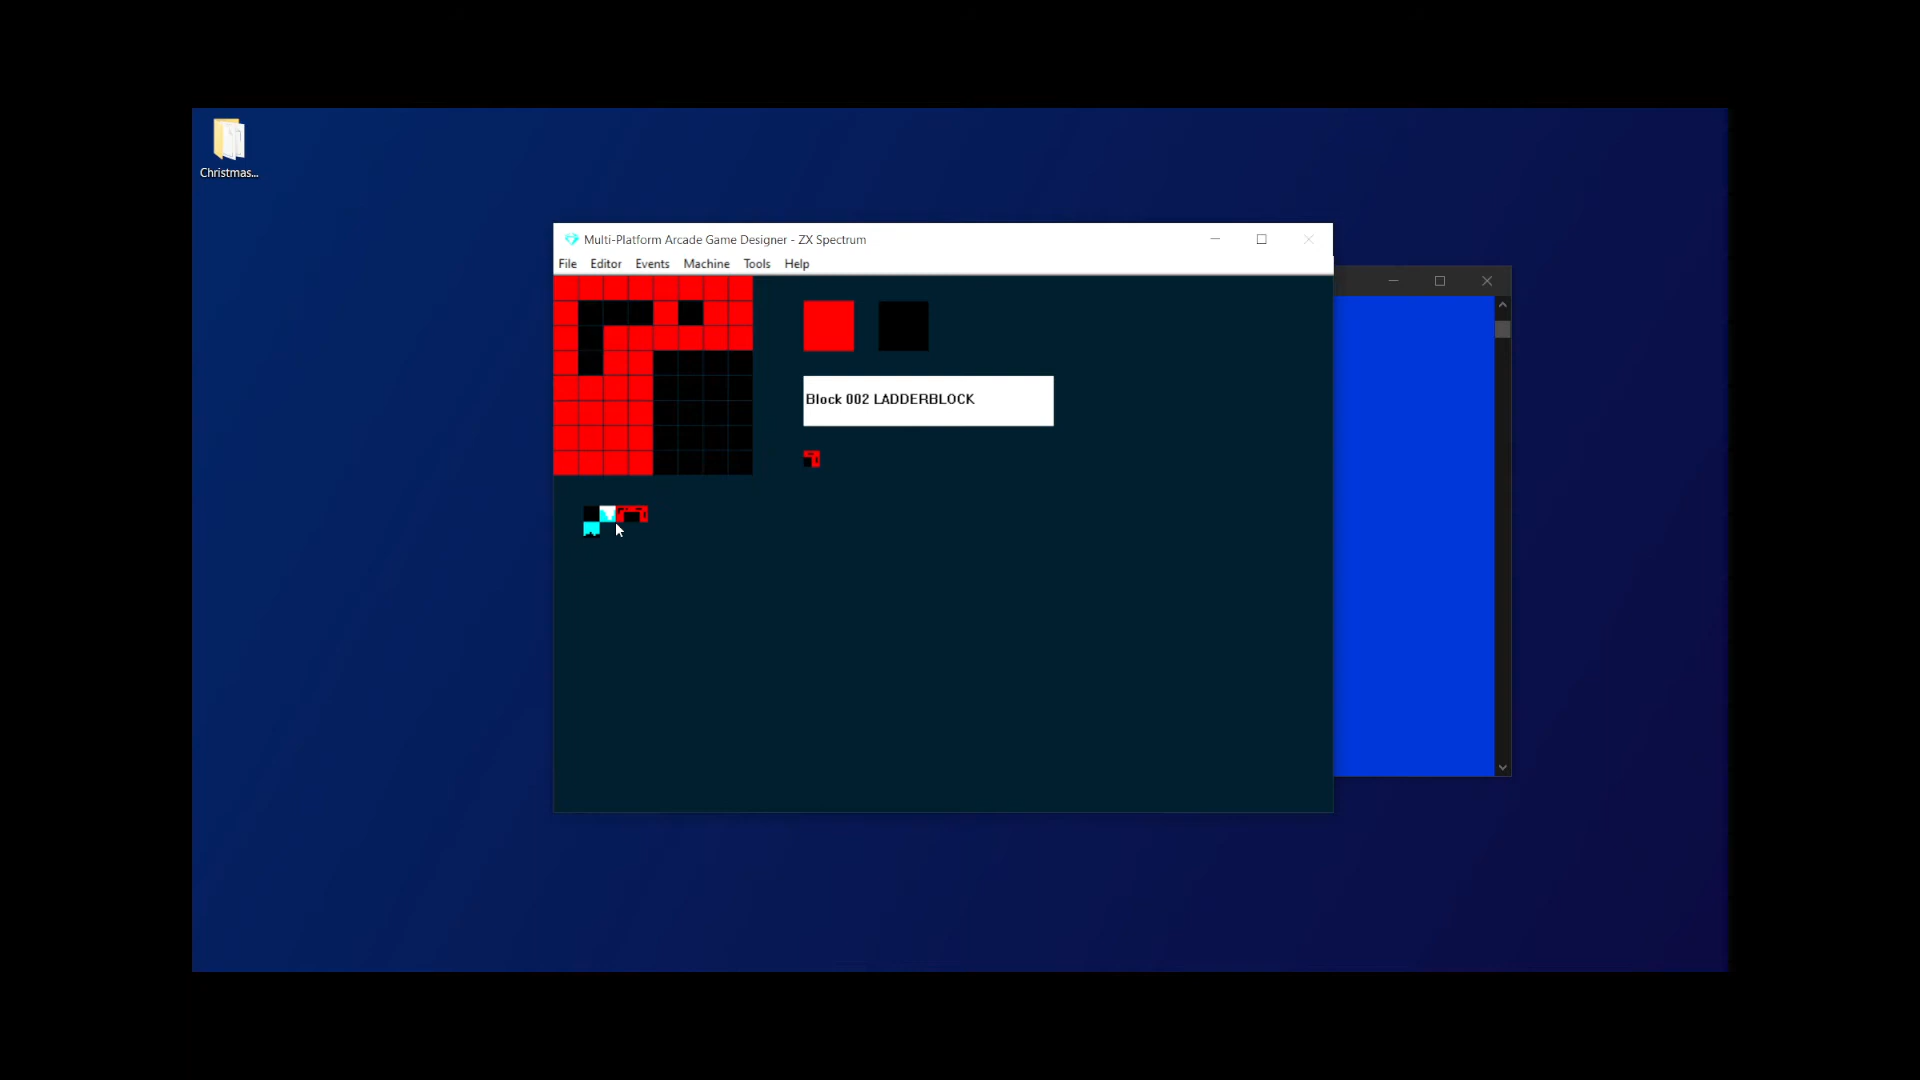 Christmas...
Multi-Platform Arcade Game Designer - ZX Spectrum
File Editor Events Machine Tools Help
Block 002 LADDERBLOCK